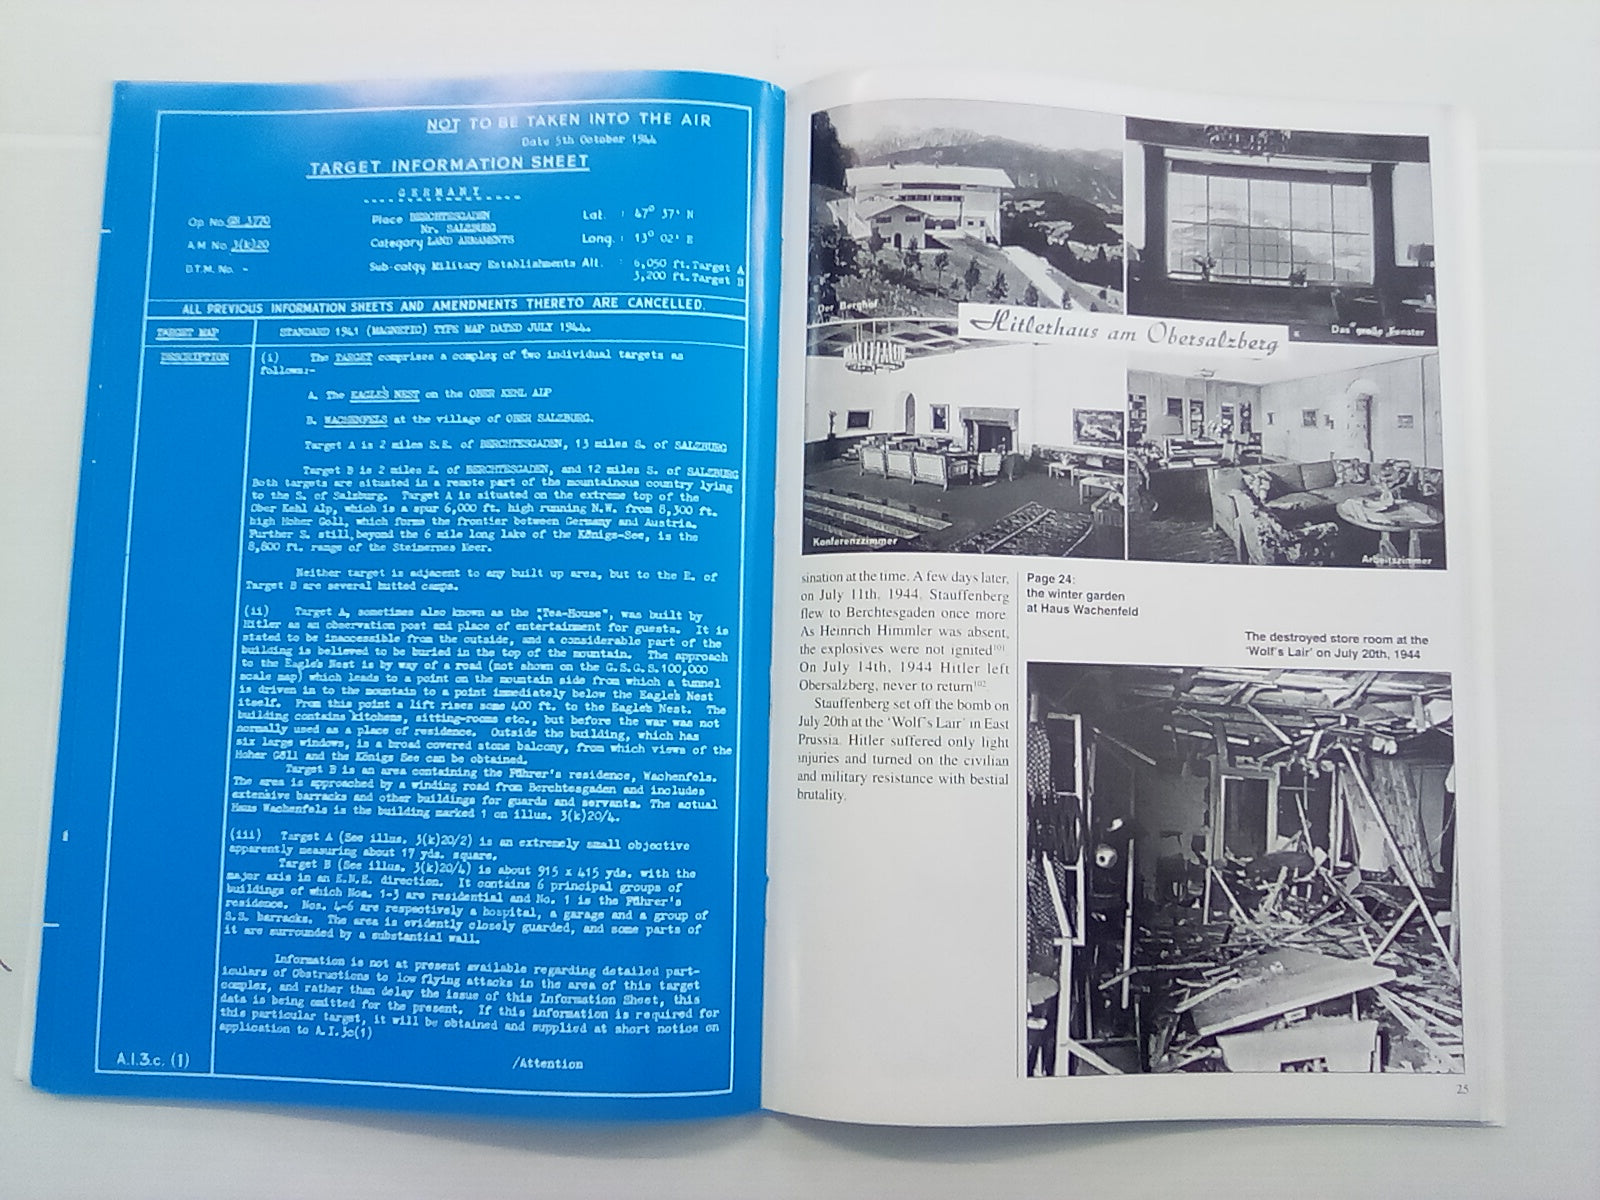 NOT TO BE TAKEN INTO THE AIR
Date 5th October 1944
TARGET INFORMATION SHEET
GERMANY
Op No. GN 3770
Place BERCHTESGADEN
Nr. SALZBURG
Lat. : 47° 37' N
A.M No. 3(k)20
Category LAND ARMAMENTS
Long. : 13° 02' E
D.T.M. No. -
Sub-catgy Military Establishments Alt. : 6,050 ft. Target A
3,200 ft. Target B
ALL PREVIOUS INFORMATION SHEETS AND AMENDMENTS THERETO ARE CANCELLED.
TARGET MAP
STANDARD 1941 (MAGNETIC) TYPE MAP DATED JULY 1944.
DESCRIPTION
(i) The TARGET comprises a complex of two individual targets as
follows:-
A. The EAGLE'S NEST on the OBER KEHL ALP
B. WACHENFELS at the village of OBER SALZBURG.
Target A is 2 miles S.E. of BERCHTESGADEN, 13 miles S. of SALZBURG
Target B is 2 miles E. of BERCHTESGADEN, and 12 miles S. of SALZBURG
Both targets are situated in a remote part of the mountainous country lying
to the S. of Salzburg. Target A is situated on the extreme top of the
Ober Kehl Alp, which is a spur 6,000 ft. high running N.W. from 8,300 ft.
high Hoher Goll, which forms the frontier between Germany and Austria.
Further S. still, beyond the 6 mile long lake of the Königs-See, is the
8,800 ft. range of the Steinernes Meer.
Neither target is adjacent to any built up area, but to the E. of
Target B are several hutted camps.
(ii) Target A, sometimes also known as the "Tea-House", was built by
Hitler as an observation post and place of entertainment for guests. It is
stated to be inaccessible from the outside, and a considerable part of the
building is believed to be buried in the top of the mountain. The approach
to the Eagle's Nest is by way of a road (not shown on the G.S.G.S.100,000
scale map) which leads to a point on the mountain side from which a tunnel
is driven in to the mountain to a point immediately below the Eagle's Nest
itself. From this point a lift rises some 400 ft. to the Eagle's Nest. The
building contains kitchens, sitting-rooms etc., but before the war was not
normally used as a place of residence. Outside the building, which has
six large windows, is a broad covered stone balcony, from which views of the
Hoher Göll and the Königs See can be obtained.
Target B is an area containing the Führer's residence, Wachenfels.
The area is approached by a winding road from Berchtesgaden and includes
extensive barracks and other buildings for guards and servants. The actual
Haus Wachenfels is the building marked 1 on illus. 3(k)20/4.
(iii) Target A (See illus. 3(k)20/2) is an extremely small objective
apparently measuring about 17 yds. square.
Target B (See illus. 3(k)20/4) is about 915 x 415 yds. with the
major axis in an E.N.E. direction. It contains 6 principal groups of
buildings of which Nos. 1-3 are residential and No. 1 is the Führer's
residence. Nos. 4-6 are respectively a hospital, a garage and a group of
S.S. barracks. The area is evidently closely guarded, and some parts of
it are surrounded by a substantial wall.
Information is not at present available regarding detailed part-
iculars of Obstructions to low flying attacks in the area of this target
complex, and rather than delay the issue of this Information Sheet, this
data is being omitted for the present. If this information is required for
this particular target, it will be obtained and supplied at short notice on
application to A.I.3c(1)
A.I.3.c. (1)
/Attention
Der Berghof
Das große Fenster
Hitlerhaus am Obersalzberg
Konferenzzimmer
Arbeitszimmer
sination at the time. A few days later,
on July 11th, 1944, Stauffenberg
flew to Berchtesgaden once more.
As Heinrich Himmler was absent,
the explosives were not ignited¹⁰¹.
On July 14th, 1944 Hitler left
Obersalzberg, never to return¹⁰².
Stauffenberg set off the bomb on
July 20th at the 'Wolf's Lair' in East
Prussia. Hitler suffered only light
injuries and turned on the civilian
and military resistance with bestial
brutality.
Page 24:
the winter garden
at Haus Wachenfeld
The destroyed store room at the
'Wolf's Lair' on July 20th, 1944
25